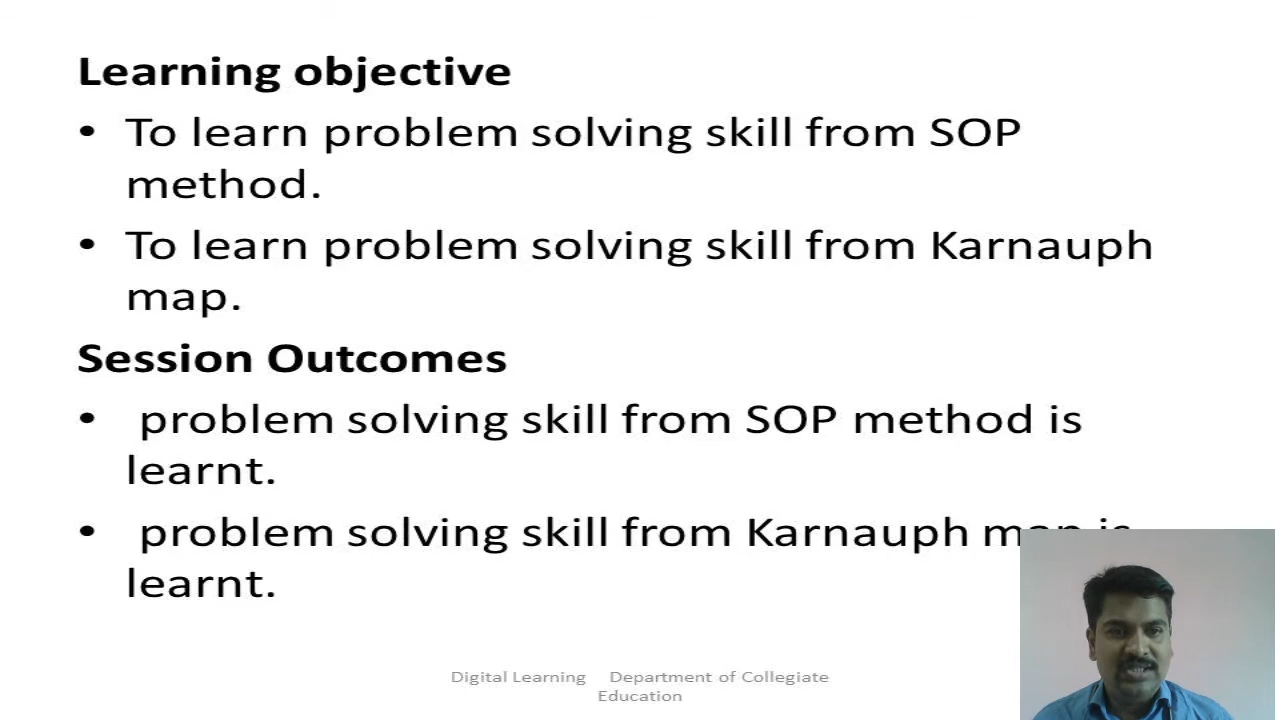 Learning objective
• To learn problem solving skill from SOP
method.
• To learn problem solving skill from Karnauph
map.
Session Outcomes
• problem solving skill from SOP method is
learnt.
• problem solving skill from Karnauph map is
learnt.
Digital Learning Department of Collegiate
Education